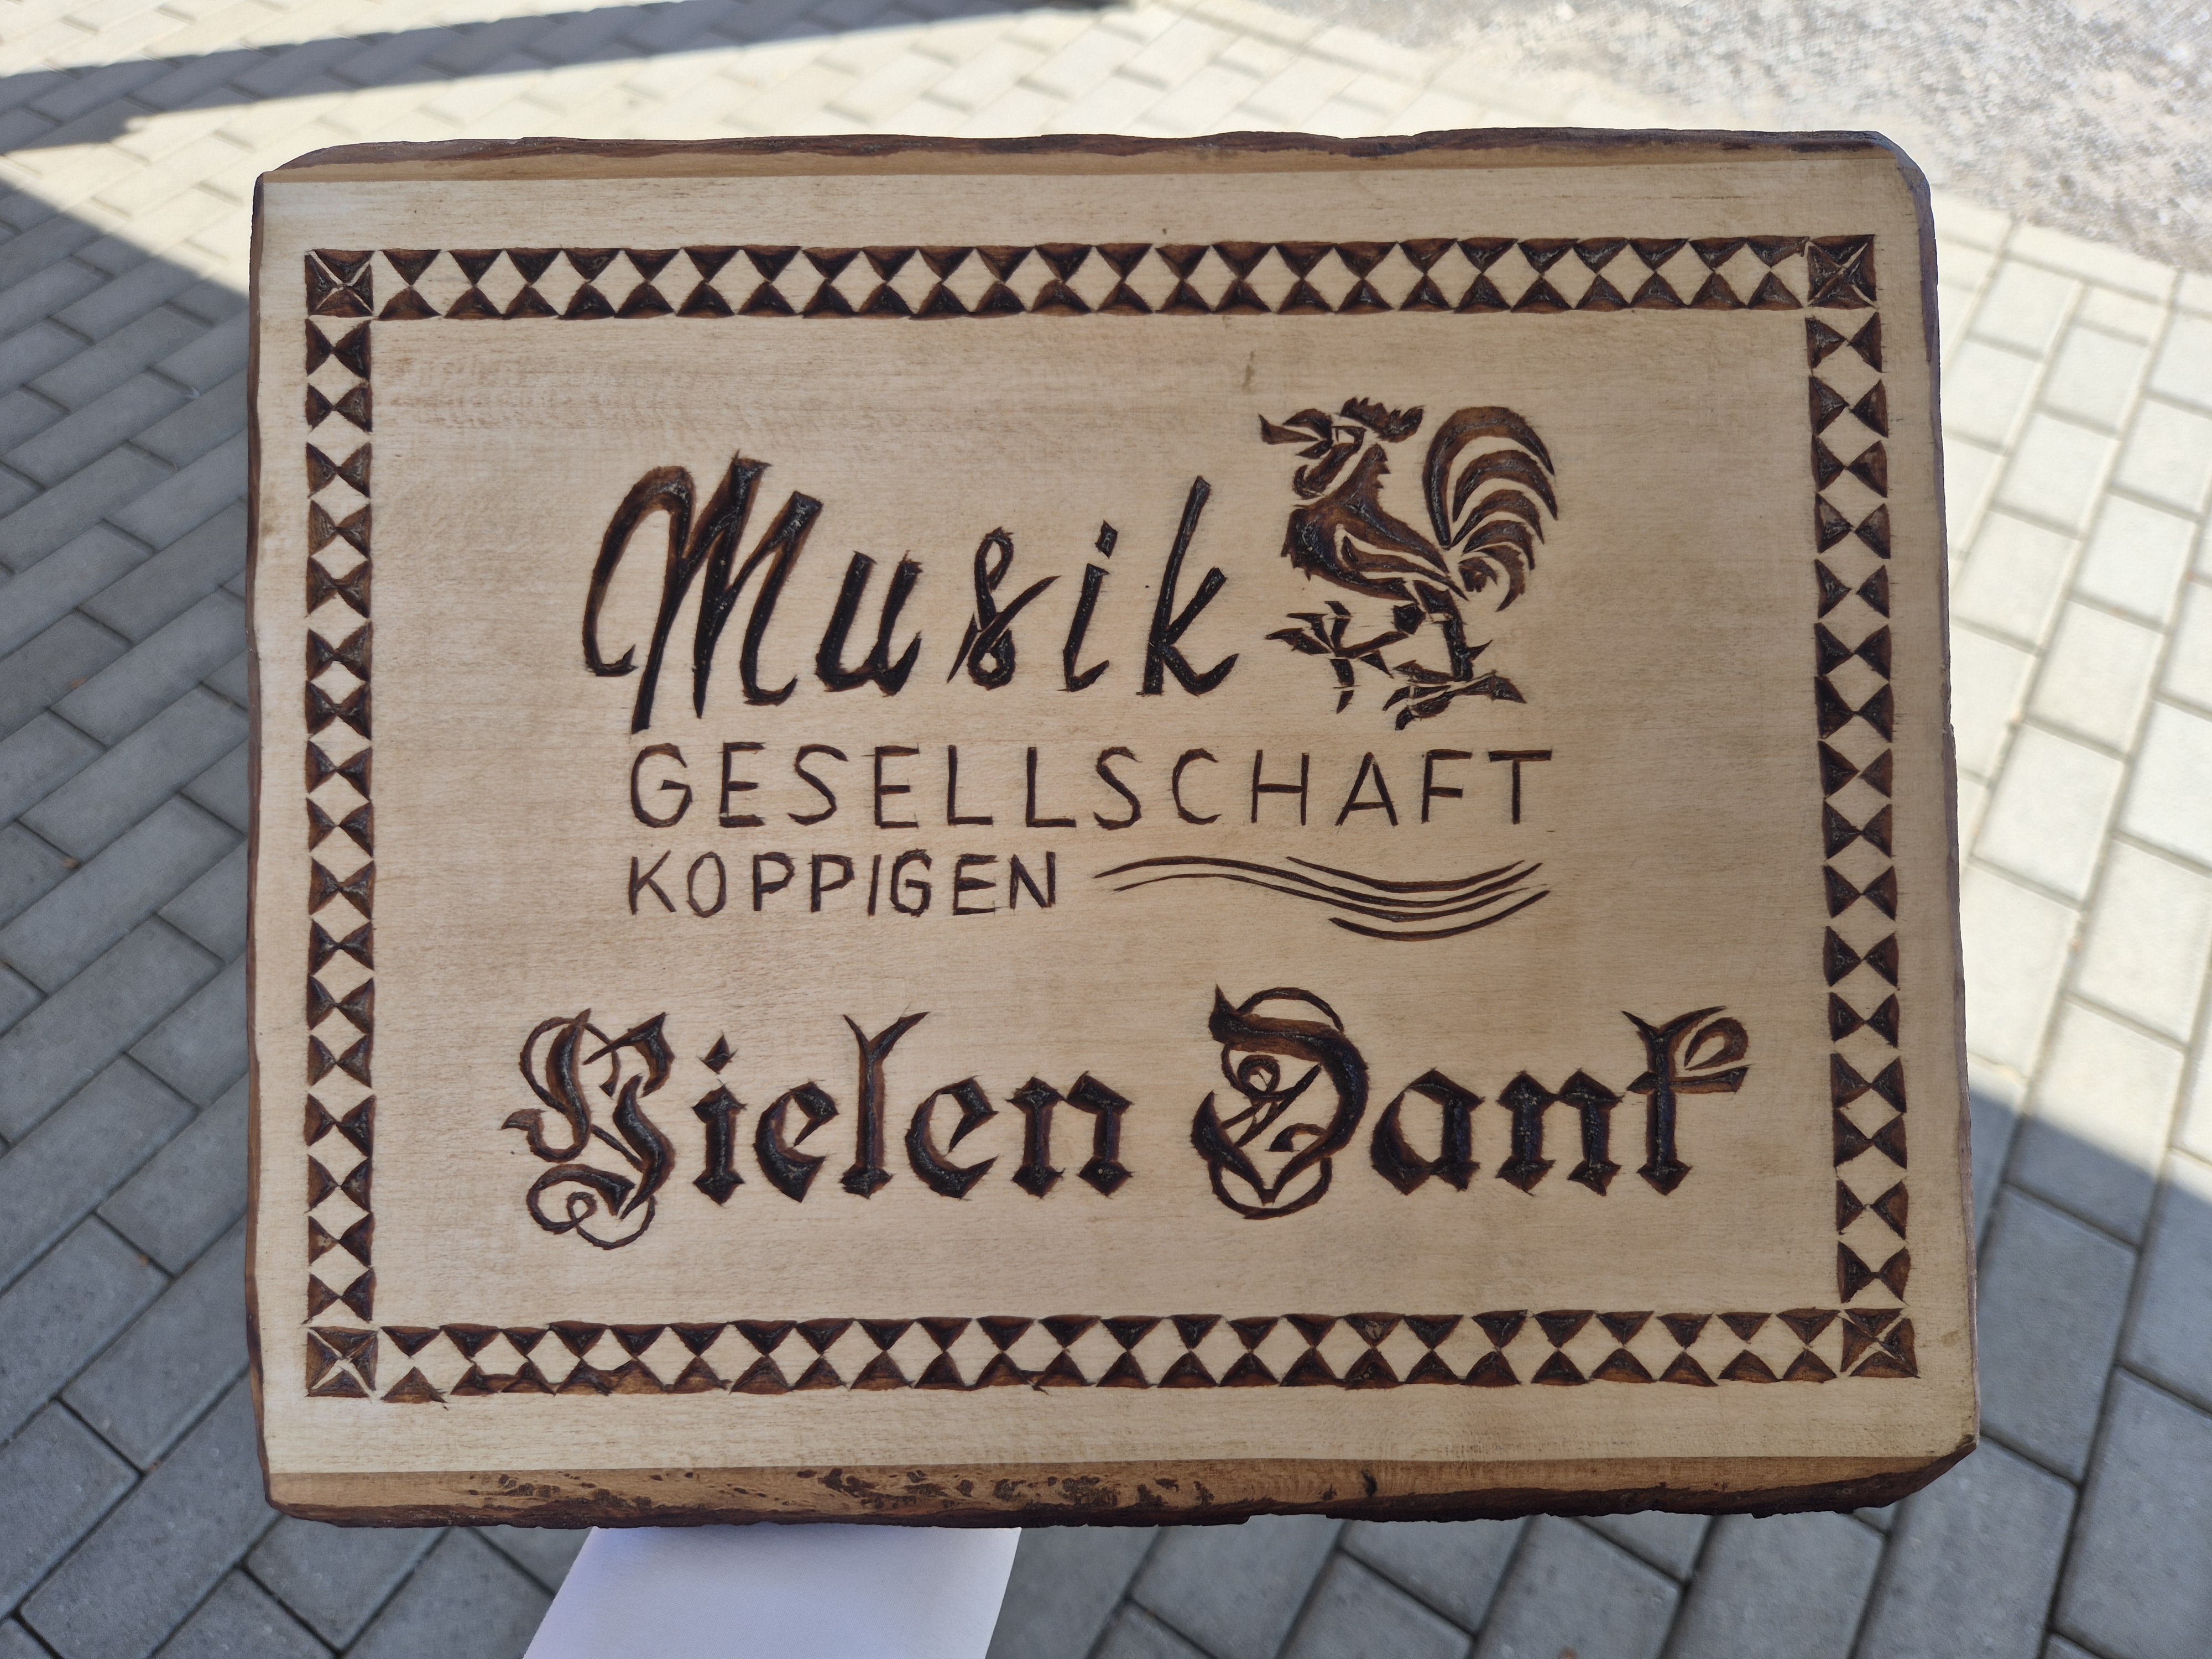 Musik
GESELLSCHAFT
KOPPIGEN
Vielen Dank